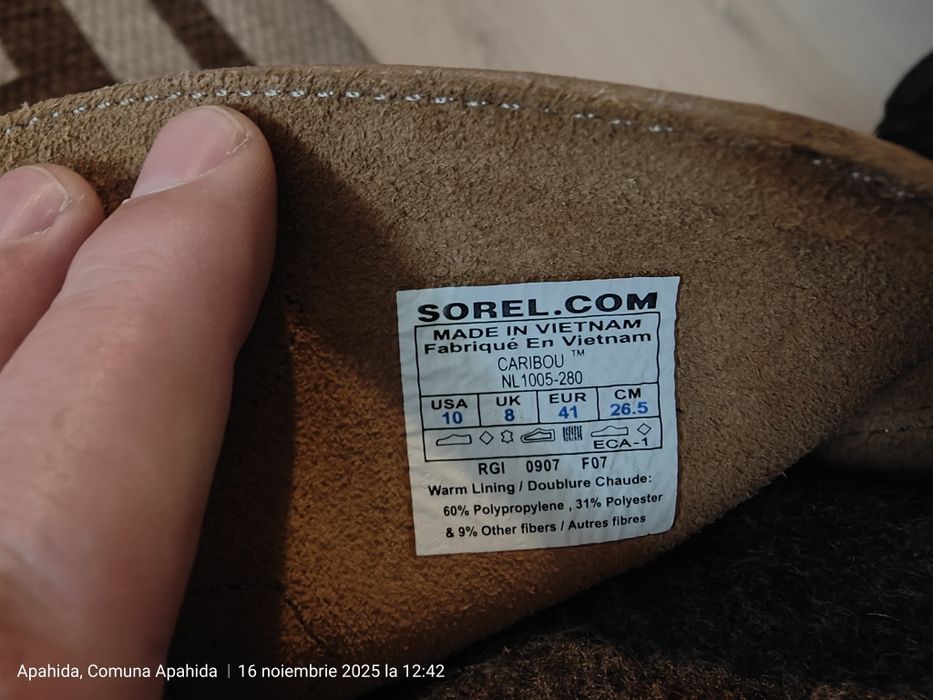 SOREL.COM
MADE IN VIETNAM
Fabriqué En Vietnam
CARIBOU ™
NL1005-280
USA UK EUR CM
10 8 41 26.5
ECA-1
RGI 0907 F07
Warm Lining / Doublure Chaude:
60% Polypropylene , 31% Polyester
& 9% Other fibers / Autres fibres
Apahida, Comuna Apahida | 16 noiembrie 2025 la 12:42